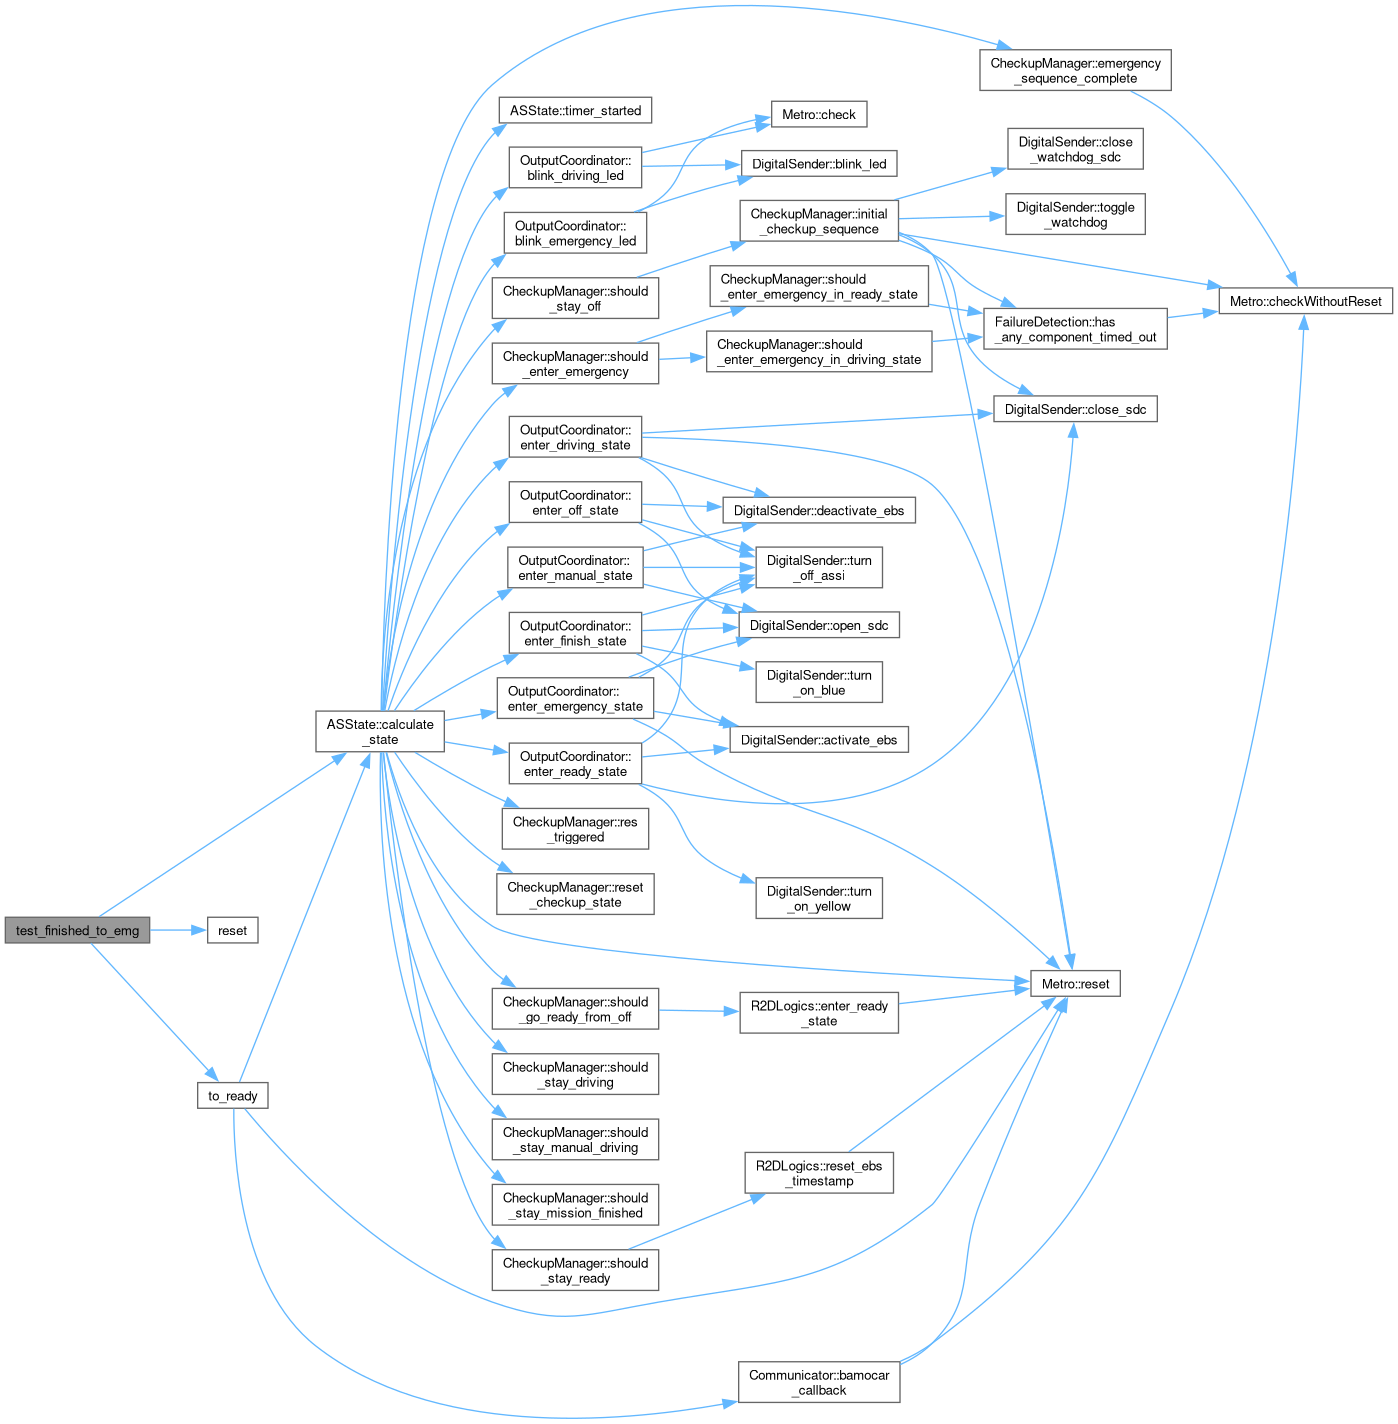 CheckupManager::emergency
_sequence_complete
ASState::timer_started
Metro::check
OutputCoordinator::
blink_driving_led
DigitalSender::close
_watchdog_sdc
DigitalSender::blink_led
OutputCoordinator::
blink_emergency_led
CheckupManager::initial
_checkup_sequence
DigitalSender::toggle
_watchdog
CheckupManager::should
_stay_off
CheckupManager::should
_enter_emergency_in_ready_state
Metro::checkWithoutReset
FailureDetection::has
_any_component_timed_out
CheckupManager::should
_enter_emergency
CheckupManager::should
_enter_emergency_in_driving_state
DigitalSender::close_sdc
OutputCoordinator::
enter_driving_state
OutputCoordinator::
enter_off_state
DigitalSender::deactivate_ebs
OutputCoordinator::
enter_manual_state
DigitalSender::turn
_off_assi
OutputCoordinator::
enter_finish_state
DigitalSender::open_sdc
DigitalSender::turn
_on_blue
OutputCoordinator::
enter_emergency_state
ASState::calculate
_state
DigitalSender::activate_ebs
OutputCoordinator::
enter_ready_state
CheckupManager::res
_triggered
CheckupManager::reset
_checkup_state
DigitalSender::turn
_on_yellow
test_finished_to_emg
reset
Metro::reset
CheckupManager::should
_go_ready_from_off
R2DLogics::enter_ready
_state
CheckupManager::should
_stay_driving
to_ready
CheckupManager::should
_stay_manual_driving
R2DLogics::reset_ebs
_timestamp
CheckupManager::should
_stay_mission_finished
CheckupManager::should
_stay_ready
Communicator::bamocar
_callback